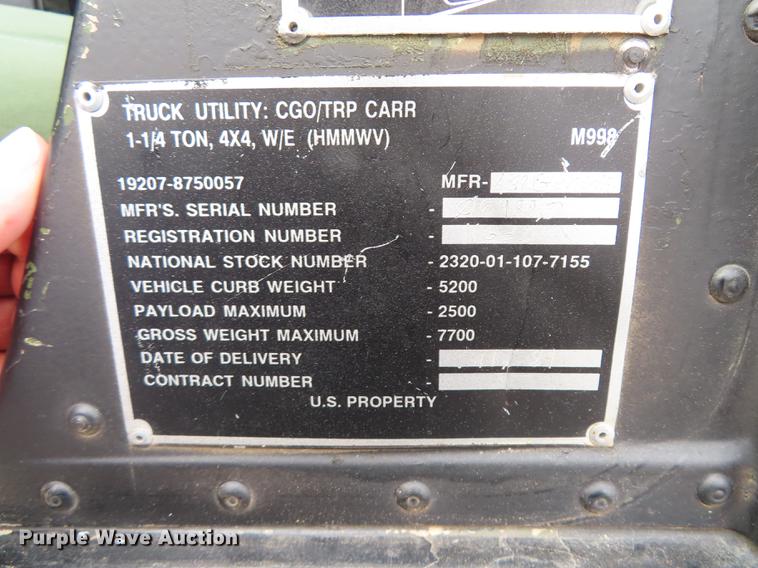 TRUCK UTILITY: CGO/TRP CARR
1-1/4 TON, 4X4, W/E (HMMWV) M998
19207-8750057 MFR-
MFR'S. SERIAL NUMBER -
REGISTRATION NUMBER -
NATIONAL STOCK NUMBER - 2320-01-107-7155
VEHICLE CURB WEIGHT - 5200
PAYLOAD MAXIMUM - 2500
GROSS WEIGHT MAXIMUM - 7700
DATE OF DELIVERY -
CONTRACT NUMBER -
U.S. PROPERTY
Purple Wave Auction